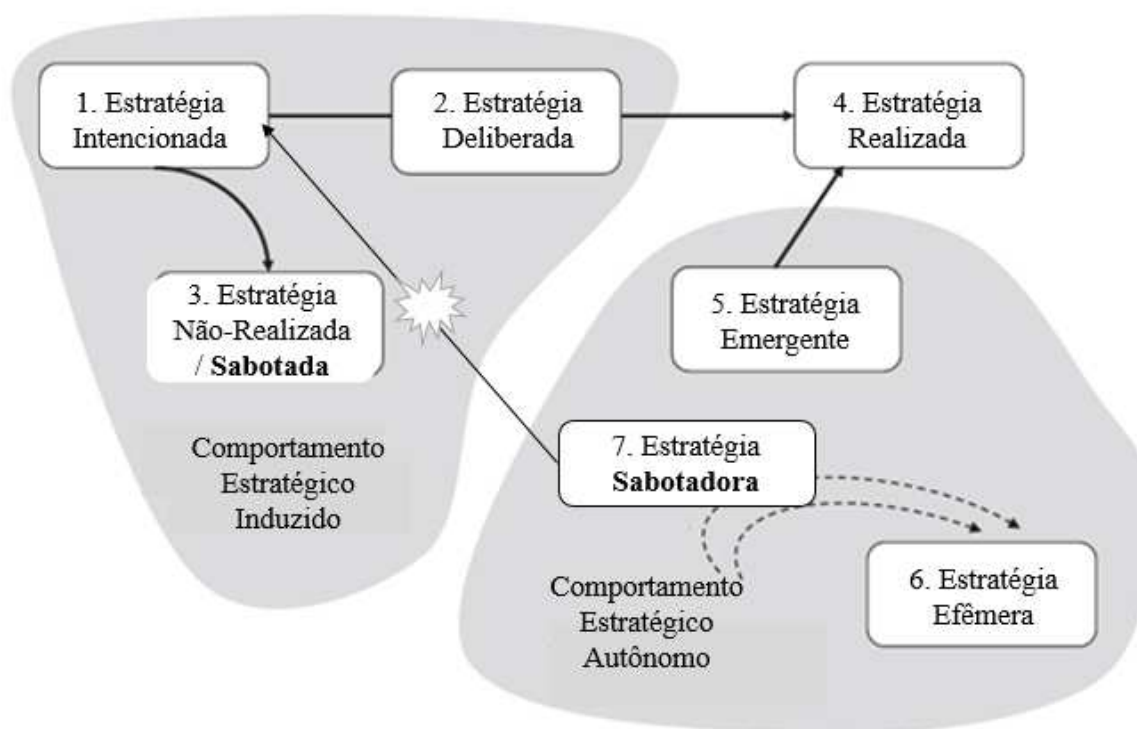 1. Estratégia
Intencionada
2. Estratégia
Deliberada
4. Estratégia
Realizada
3. Estratégia
Não-Realizada
/ Sabotada
5. Estratégia
Emergente
Comportamento
Estratégico
Induzido
7. Estratégia
Sabotadora
6. Estratégia
Efêmera
Comportamento
Estratégico
Autônomo